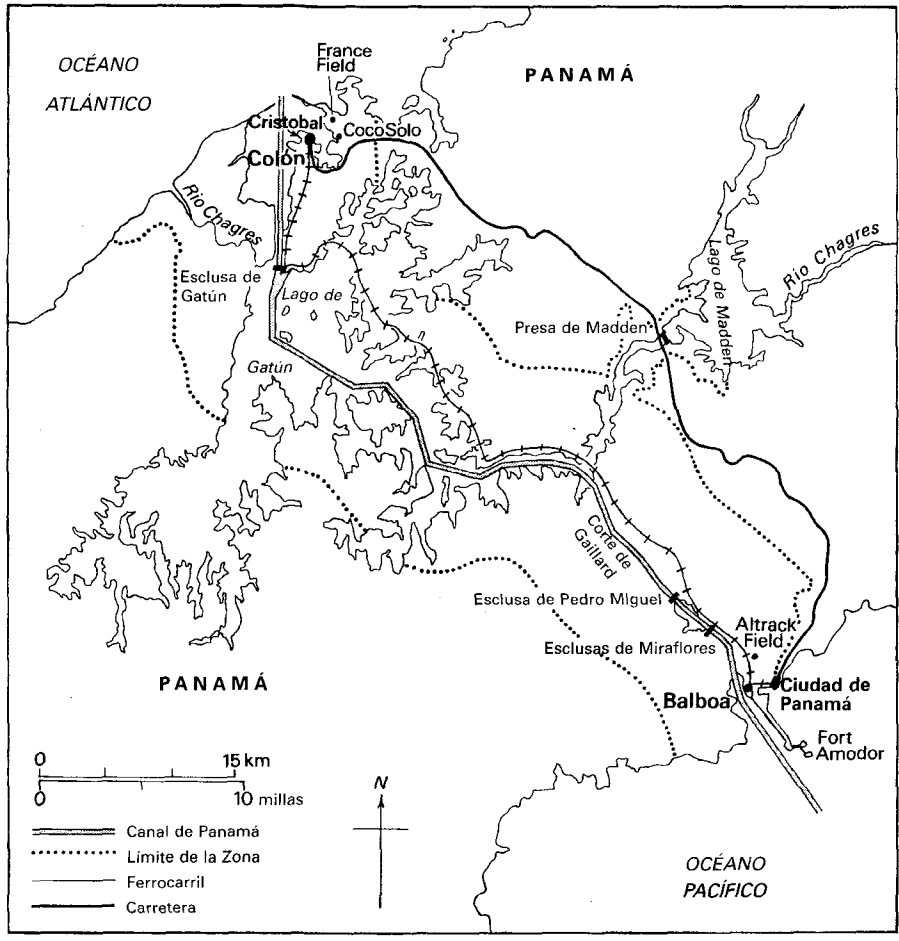 OCÉANO
ATLÁNTICO
France
Field
PANAMÁ
Cristobal
Coco Sólo
Colón
Rio Chagres
Esclusa de
Gatún
Lago de
Gatún
Presa de Madden
Lago de Madden
Rio Chagres
Corte de
Gaillard
Esclusa de Pedro Miguel
Esclusas de Miraflores
Altrack
Field
PANAMÁ
Balboa
Ciudad de
Panamá
Fort
Amodor
0 15 km
0 10 millas
N
Canal de Panamá
Límite de la Zona
Ferrocarril
Carretera
OCÉANO
PACÍFICO